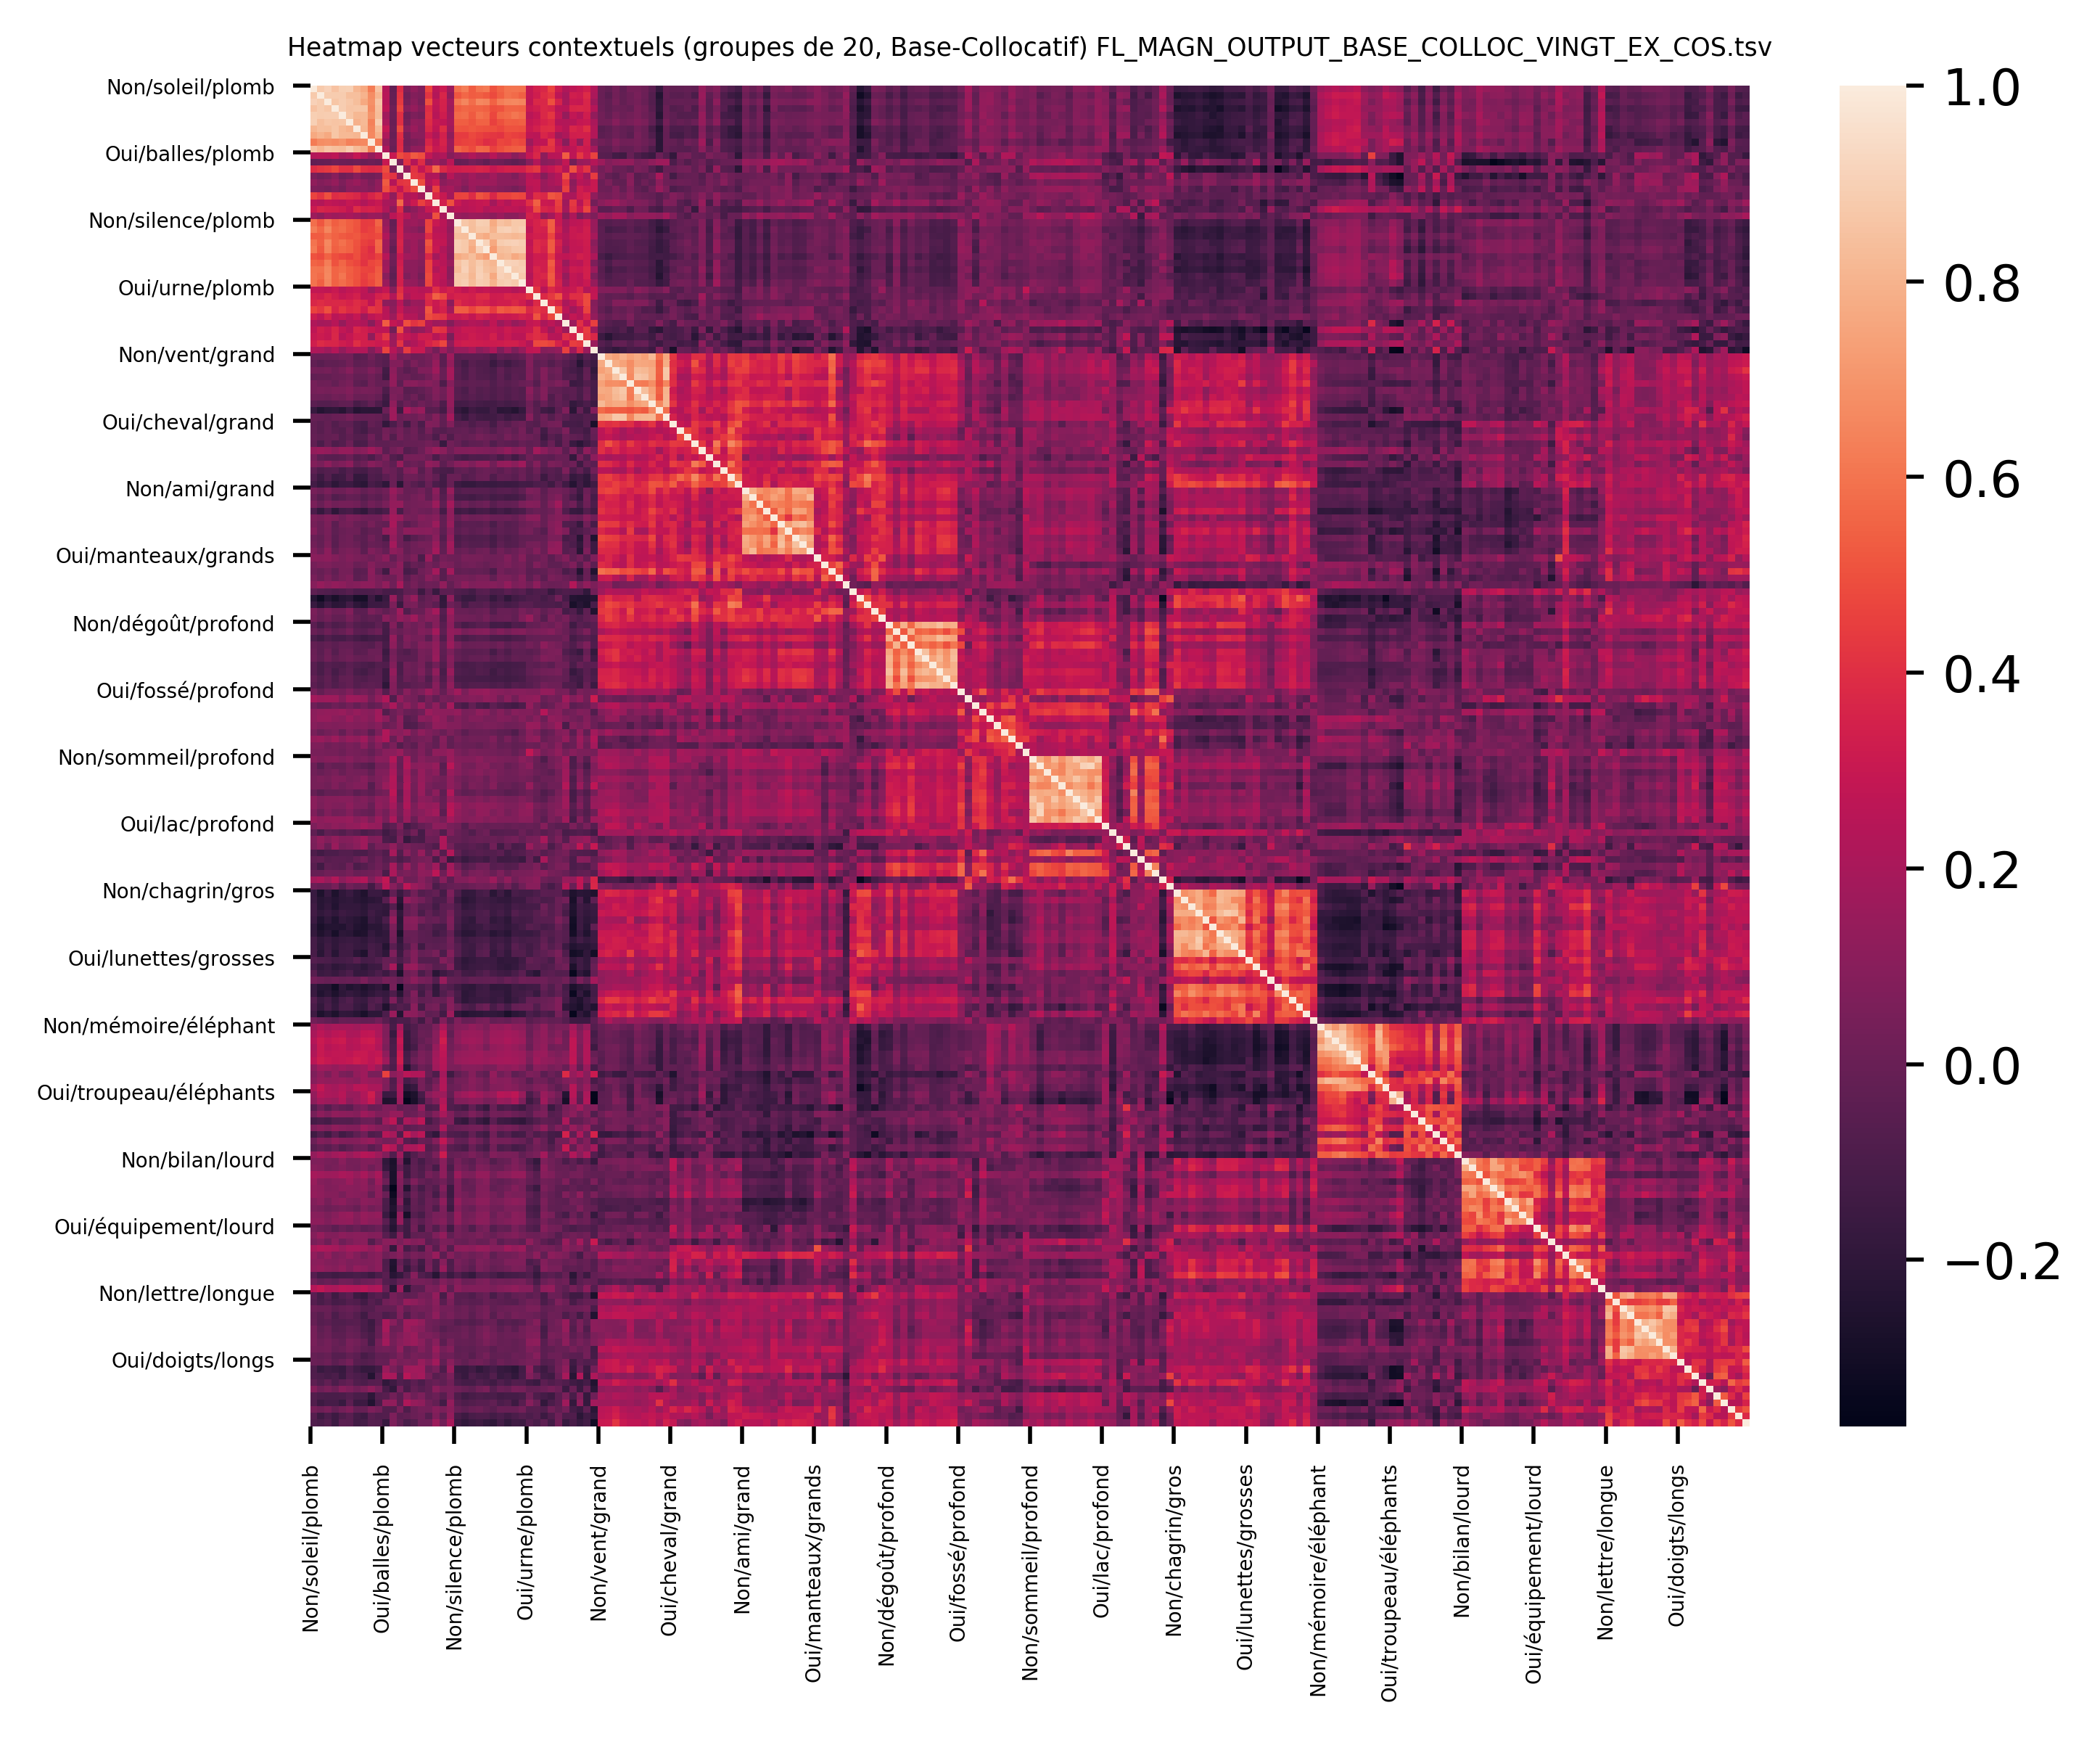 Heatmap vecteurs contextuels (groupes de 20, Base-Collocatif) FL_MAGN_OUTPUT_BASE_COLLOC_VINGT_EX_COS.tsv
Non/soleil/plomb
Oui/balles/plomb
Non/silence/plomb
Oui/urne/plomb
Non/vent/grand
Oui/cheval/grand
Non/ami/grand
Oui/manteaux/grands
Non/dégoût/profond
Oui/fossé/profond
Non/sommeil/profond
Oui/lac/profond
Non/chagrin/gros
Oui/lunettes/grosses
Non/mémoire/éléphant
Oui/troupeau/éléphants
Non/bilan/lourd
Oui/équipement/lourd
Non/lettre/longue
Oui/doigts/longs
Non/soleil/plomb
Oui/balles/plomb
Non/silence/plomb
Oui/urne/plomb
Non/vent/grand
Oui/cheval/grand
Non/ami/grand
Oui/manteaux/grands
Non/dégoût/profond
Oui/fossé/profond
Non/sommeil/profond
Oui/lac/profond
Non/chagrin/gros
Oui/lunettes/grosses
Non/mémoire/éléphant
Oui/troupeau/éléphants
Non/bilan/lourd
Oui/équipement/lourd
Non/lettre/longue
Oui/doigts/longs
1.0
0.8
0.6
0.4
0.2
0.0
−0.2